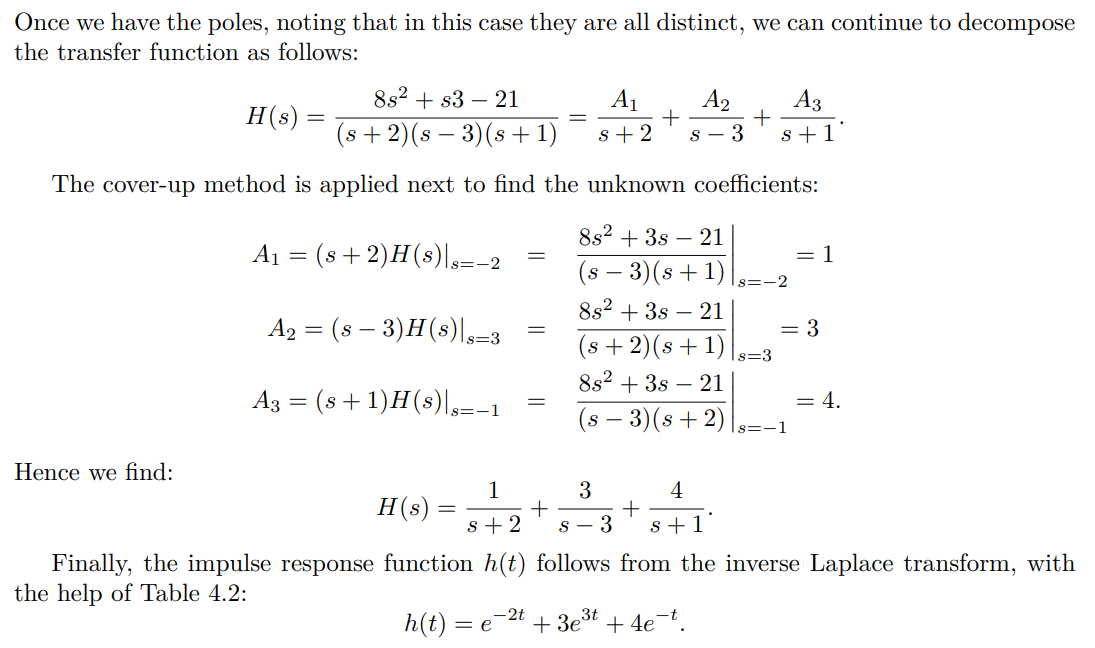 Once we have the poles, noting that in this case they are all distinct, we can continue to decompose
the transfer function as follows:
H(s) = \frac{8s^2 + s3 - 21}{(s + 2)(s - 3)(s + 1)} = \frac{A_1}{s + 2} + \frac{A_2}{s - 3} + \frac{A_3}{s + 1}.
The cover-up method is applied next to find the unknown coefficients:
A_1 = (s + 2)H(s)|_{s=-2} = \left. \frac{8s^2 + 3s - 21}{(s - 3)(s + 1)} \right|_{s=-2} = 1
A_2 = (s - 3)H(s)|_{s=3} = \left. \frac{8s^2 + 3s - 21}{(s + 2)(s + 1)} \right|_{s=3} = 3
A_3 = (s + 1)H(s)|_{s=-1} = \left. \frac{8s^2 + 3s - 21}{(s - 3)(s + 2)} \right|_{s=-1} = 4.
Hence we find:
H(s) = \frac{1}{s + 2} + \frac{3}{s - 3} + \frac{4}{s + 1}.
Finally, the impulse response function h(t) follows from the inverse Laplace transform, with
the help of Table 4.2:
h(t) = e^{-2t} + 3e^{3t} + 4e^{-t}.